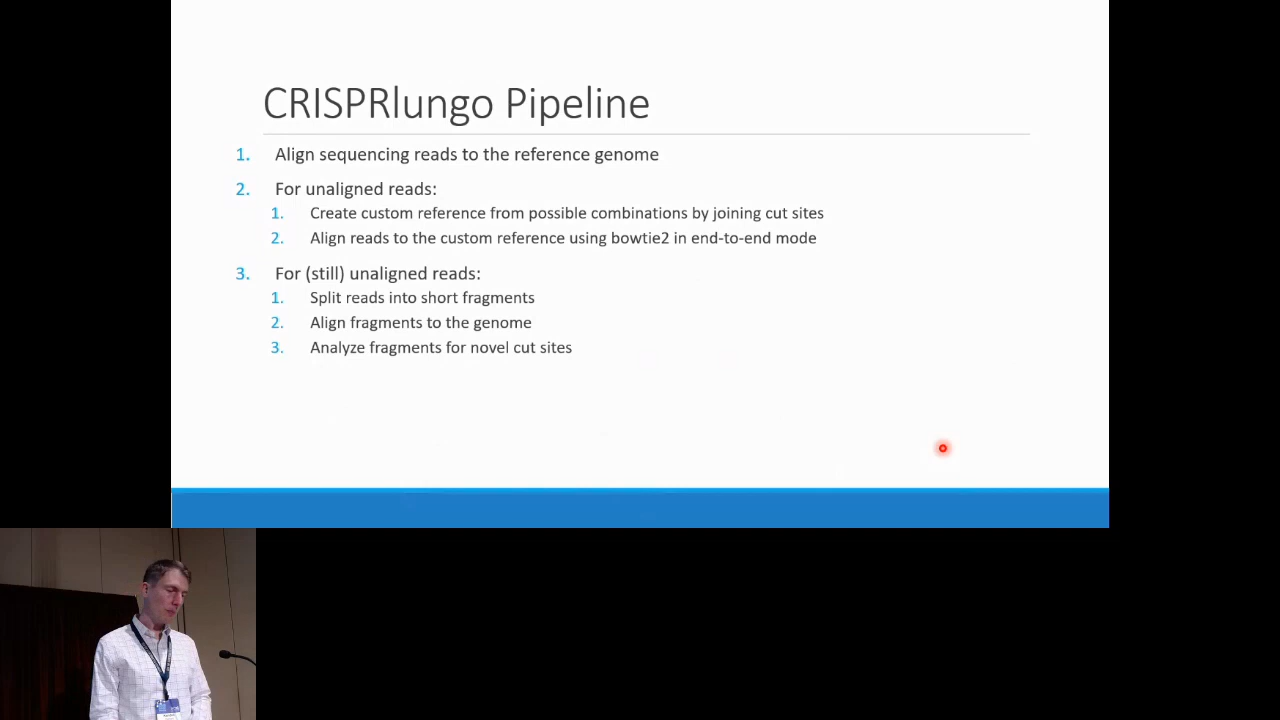 CRISPRlungo Pipeline
1. Align sequencing reads to the reference genome
2. For unaligned reads:
1. Create custom reference from possible combinations by joining cut sites
2. Align reads to the custom reference using bowtie2 in end-to-end mode
3. For (still) unaligned reads:
1. Split reads into short fragments
2. Align fragments to the genome
3. Analyze fragments for novel cut sites